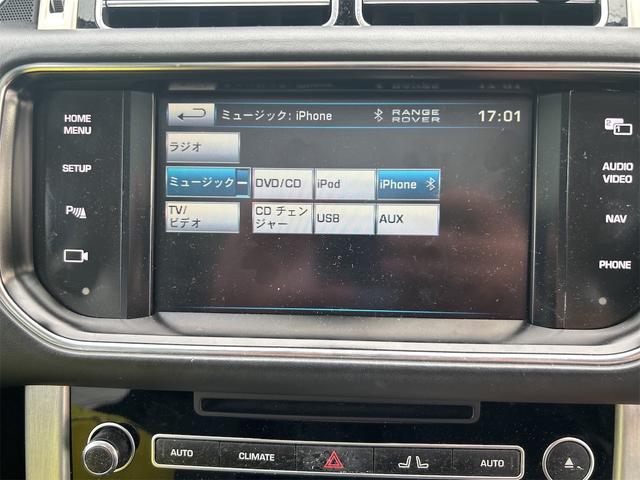 HOME
MENU
SETUP
P
ミュージック: iPhone
RANGE
ROVER
17:01
ラジオ
ミュージック
DVD/CD
iPod
iPhone
TV/
ビデオ
CD チェン
ジャー
USB
AUX
2
1
AUDIO
VIDEO
NAV
PHONE
AUTO
CLIMATE
AUTO